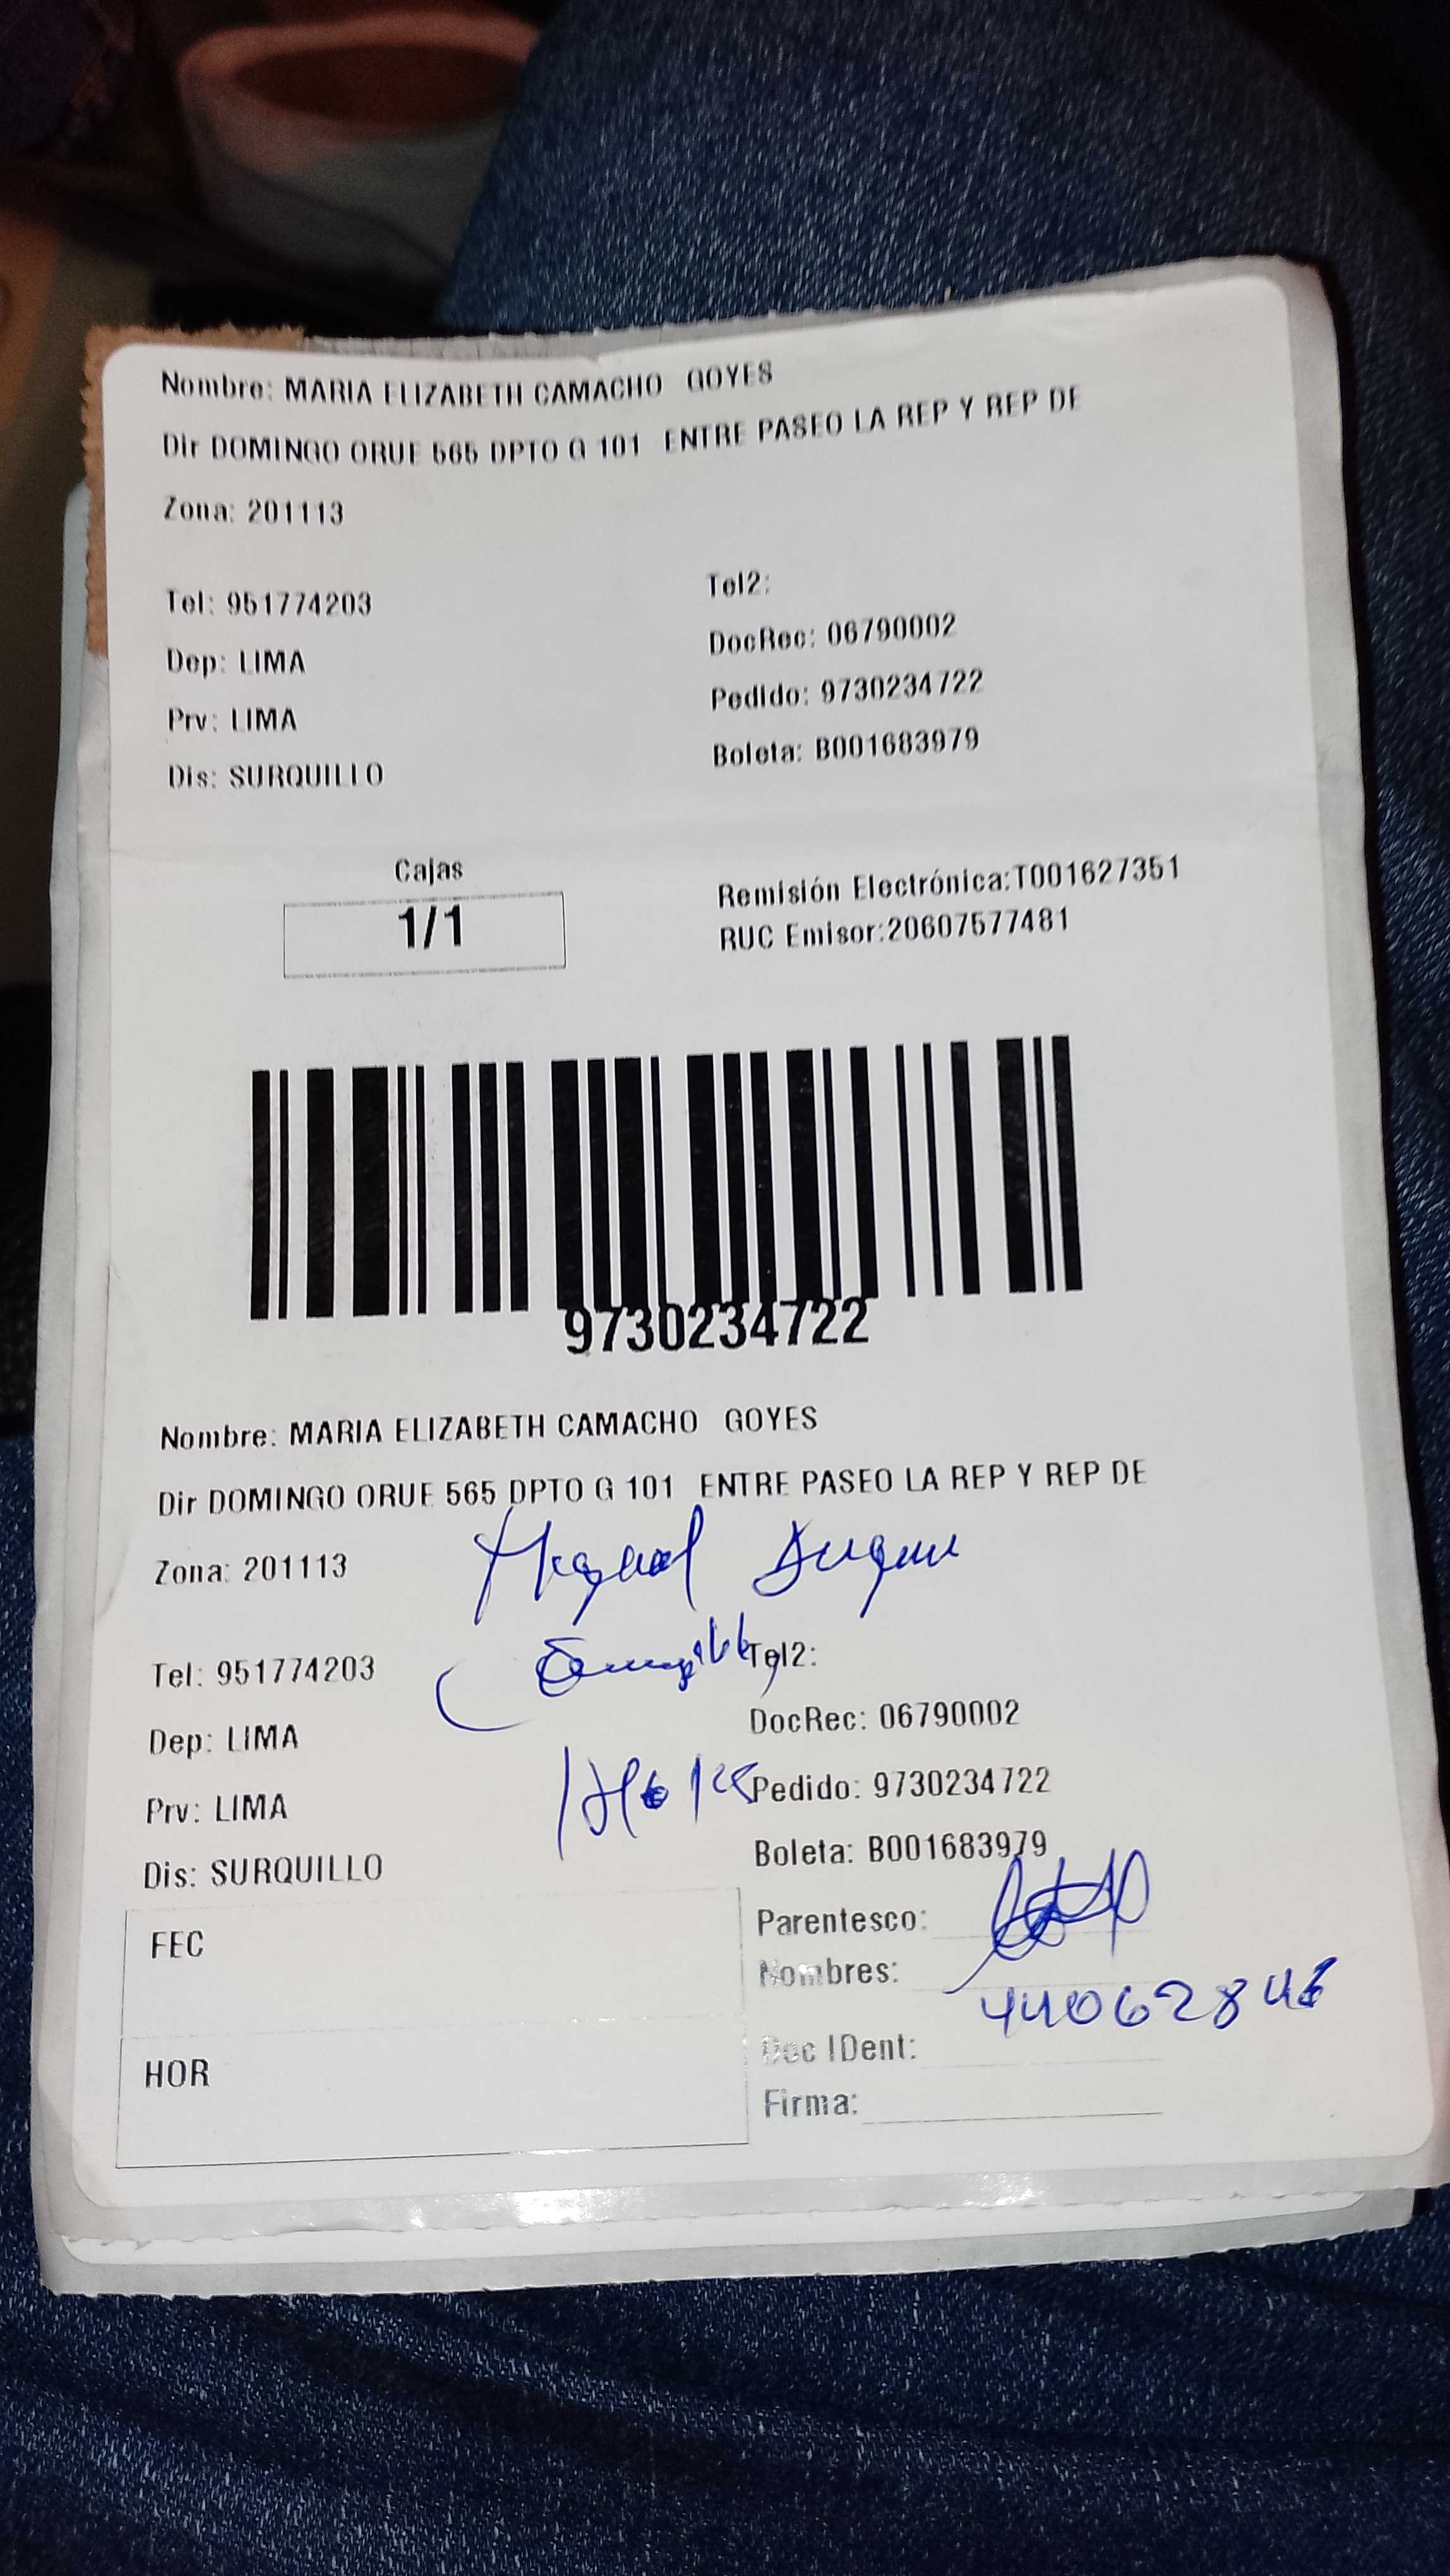 Nombre: MARIA ELIZABETH CAMACHO GOYES
Dir DOMINGO ORUE 565 DPTO G 101 ENTRE PASEO LA REP Y REP DE
Zona: 201113
Tel: 951774203
Tel2:
Dep: LIMA
DocRec: 06790002
Prv: LIMA
Pedido: 9730234722
Dis: SURQUILLO
Boleta: B001683979
Cajas
1/1
Remisión Electrónica:T001627351
RUC Emisor:20607577481
9730234722
Nombre: MARIA ELIZABETH CAMACHO GOYES
Dir DOMINGO ORUE 565 DPTO G 101 ENTRE PASEO LA REP Y REP DE
Zona: 201113
Tel: 951774203
Tel2:
Dep: LIMA
DocRec: 06790002
Prv: LIMA
Pedido: 9730234722
Dis: SURQUILLO
Boleta: B001683979
FEC
Parentesco:
Nombres:
HOR
Doc IDent:
Firma: